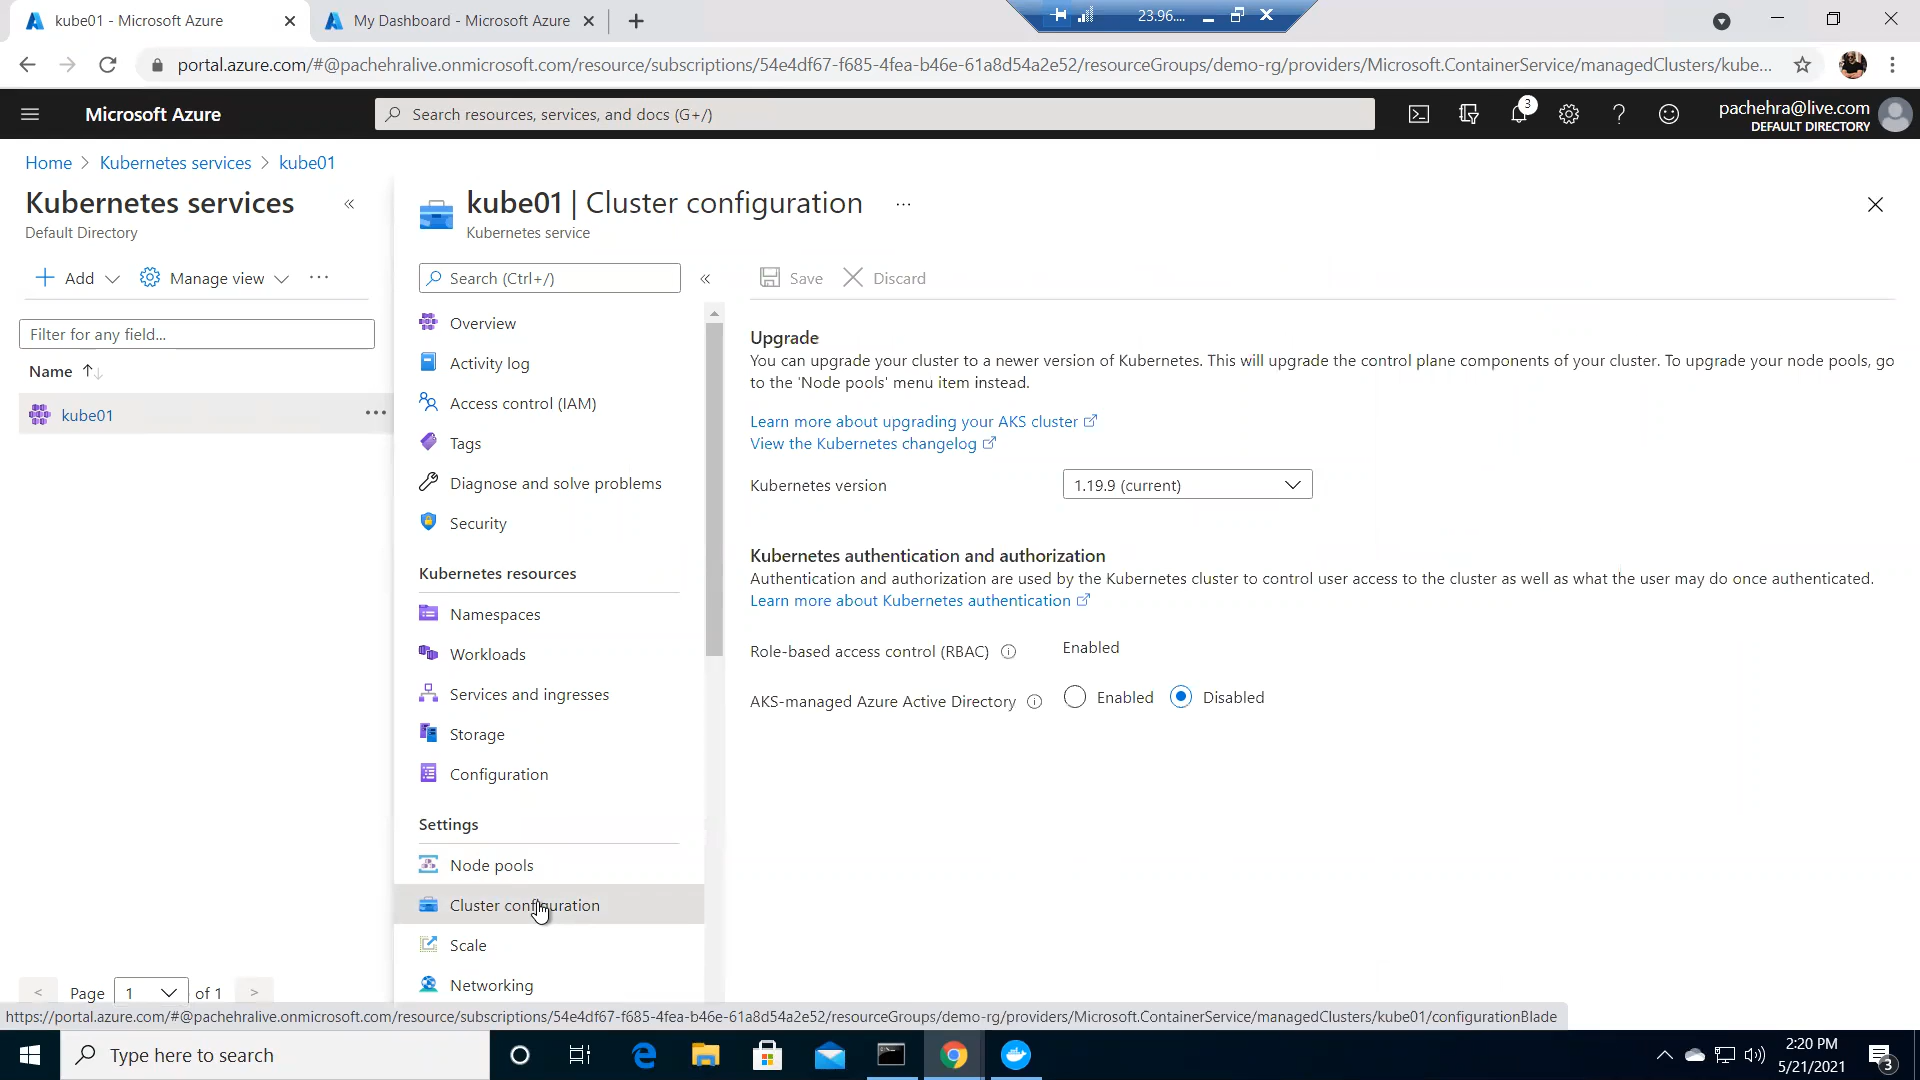 kube01 - Microsoft Azure
My Dashboard - Microsoft Azure
23.96....
portal.azure.com/#@pachehralive.onmicrosoft.com/resource/subscriptions/54e4df67-f685-4fea-b46e-61a8d54a2e52/resourceGroups/demo-rg/providers/Microsoft.ContainerService/managedClusters/kube...
Microsoft Azure
Search resources, services, and docs (G+/)
3
pachehra@live.com
DEFAULT DIRECTORY
Home > Kubernetes services > kube01
Kubernetes services
Default Directory
Add
Manage view
Filter for any field...
Name
kube01
Page 1 of 1
kube01 | Cluster configuration
Kubernetes service
Search (Ctrl+/)
Overview
Activity log
Access control (IAM)
Tags
Diagnose and solve problems
Security
Kubernetes resources
Namespaces
Workloads
Services and ingresses
Storage
Configuration
Settings
Node pools
Cluster configuration
Scale
Networking
Save
Discard
Upgrade
You can upgrade your cluster to a newer version of Kubernetes. This will upgrade the control plane components of your cluster. To upgrade your node pools, go
to the 'Node pools' menu item instead.
Learn more about upgrading your AKS cluster
View the Kubernetes changelog
Kubernetes version
1.19.9 (current)
Kubernetes authentication and authorization
Authentication and authorization are used by the Kubernetes cluster to control user access to the cluster as well as what the user may do once authenticated.
Learn more about Kubernetes authentication
Role-based access control (RBAC)
Enabled
AKS-managed Azure Active Directory
Enabled
Disabled
https://portal.azure.com/#@pachehralive.onmicrosoft.com/resource/subscriptions/54e4df67-f685-4fea-b46e-61a8d54a2e52/resourceGroups/demo-rg/providers/Microsoft.ContainerService/managedClusters/kube01/configurationBlade
Type here to search
2:20 PM
5/21/2021
3